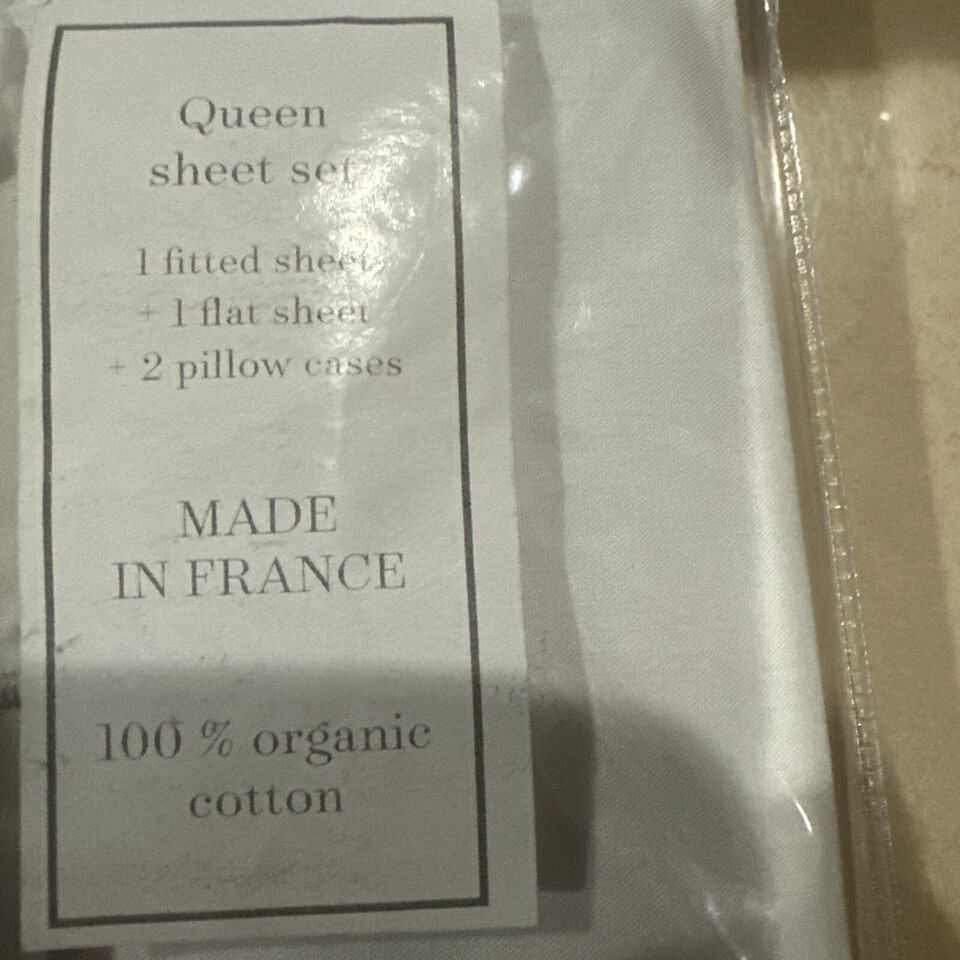 Queen
sheet set
1 fitted sheet
+ 1 flat sheet
+ 2 pillow cases
MADE
IN FRANCE
100 % organic
cotton